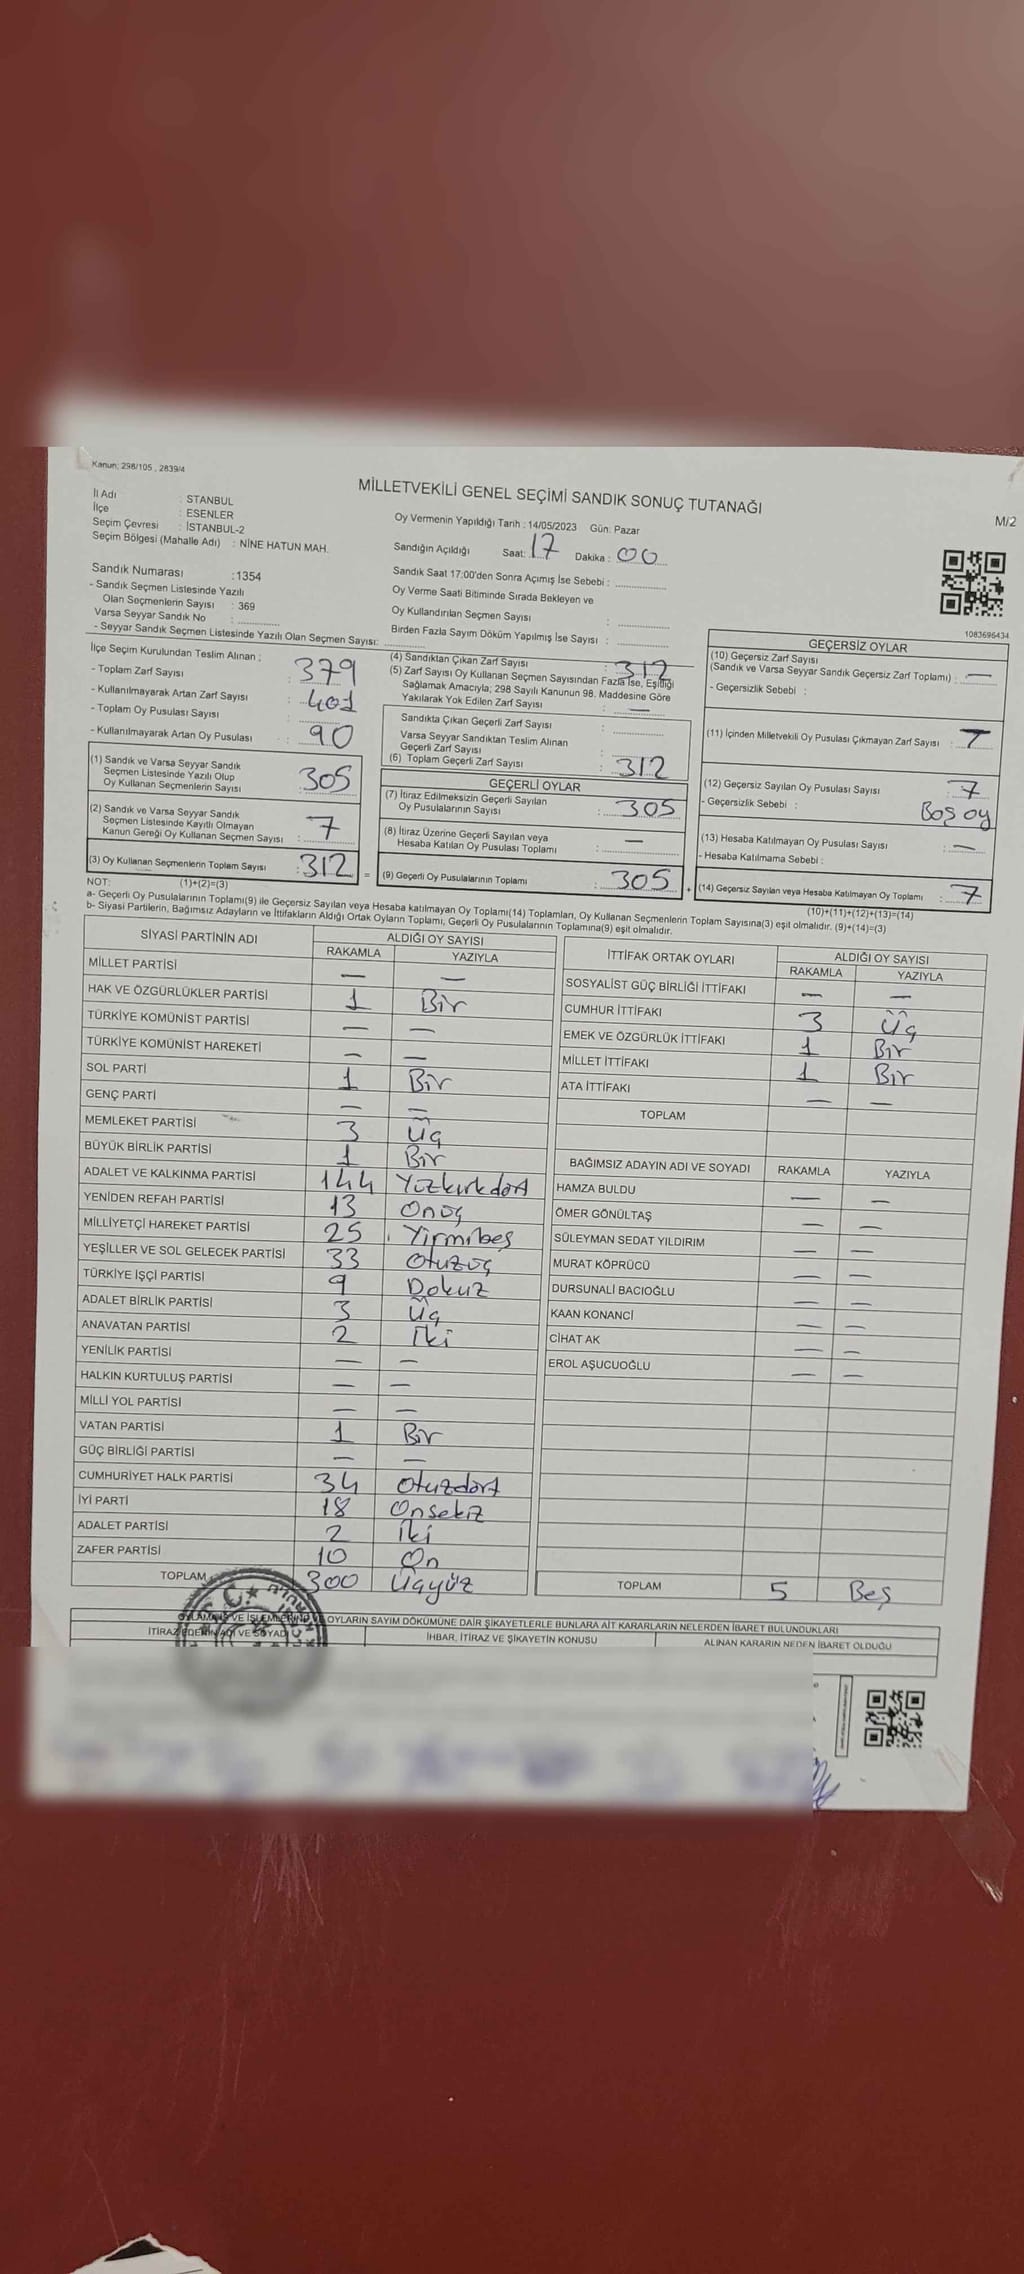 Kanun: 298/105 , 2839/4
MİLLETVEKİLİ GENEL SEÇİMİ SANDIK SONUÇ TUTANAĞI
M/2
İl Adı : STANBUL
İlçe : ESENLER
Seçim Çevresi : İSTANBUL-2
Seçim Bölgesi (Mahalle Adı) : NİNE HATUN MAH.
Oy Vermenin Yapıldığı Tarih : 14/05/2023 Gün: Pazar
Sandığın Açıldığı Saat: 17 Dakika : 00
Sandık Saat 17:00'den Sonra Açımış İse Sebebi :
Oy Verme Saati Bitiminde Sırada Bekleyen ve
Oy Kullandırılan Seçmen Sayısı :
Birden Fazla Sayım Döküm Yapılmış İse Sayısı :
Sandık Numarası :1354
- Sandık Seçmen Listesinde Yazılı
Olan Seçmenlerin Sayısı : 369
Varsa Seyyar Sandık No :
- Seyyar Sandık Seçmen Listesinde Yazılı Olan Seçmen Sayısı:
1083696434
İlçe Seçim Kurulundan Teslim Alınan :
- Toplam Zarf Sayısı : 379
- Kullanılmayarak Artan Zarf Sayısı
- Toplam Oy Pusulası Sayısı : 401
- Kullanılmayarak Artan Oy Pusulası : 90
(1) Sandık ve Varsa Seyyar Sandık
Seçmen Listesinde Yazılı Olup
Oy Kullanan Seçmenlerin Sayısı : 305
(2) Sandık ve Varsa Seyyar Sandık
Seçmen Listesinde Kayıtlı Olmayan
Kanun Gereği Oy Kullanan Seçmen Sayısı : 7
(3) Oy Kullanan Seçmenlerin Toplam Sayısı : 312
(1)+(2)=(3)
(4) Sandıktan Çıkan Zarf Sayısı : 312
(5) Zarf Sayısı Oy Kullanan Seçmen Sayısından Fazla İse, Eşitliği
Sağlamak Amacıyla; 298 Sayılı Kanunun 98. Maddesine Göre
Yakılarak Yok Edilen Zarf Sayısı : —
Sandıkta Çıkan Geçerli Zarf Sayısı :
Varsa Seyyar Sandıktan Teslim Alınan
Geçerli Zarf Sayısı
(6) Toplam Geçerli Zarf Sayısı : 312
GEÇERLİ OYLAR
(7) İtiraz Edilmeksizin Geçerli Sayılan
Oy Pusulalarının Sayısı : 305
(8) İtiraz Üzerine Geçerli Sayılan veya
Hesaba Katılan Oy Pusulası Toplamı : —
= (9) Geçerli Oy Pusulalarının Toplamı : 305
GEÇERSİZ OYLAR
(10) Geçersiz Zarf Sayısı
(Sandık ve Varsa Seyyar Sandık Geçersiz Zarf Toplamı) : —
- Geçersizlik Sebebi :
(11) İçinden Milletvekili Oy Pusulası Çıkmayan Zarf Sayısı :
(12) Geçersiz Sayılan Oy Pusulası Sayısı : 7
- Geçersizlik Sebebi : Boş oy
(13) Hesaba Katılmayan Oy Pusulası Sayısı : —
- Hesaba Katılmama Sebebi :
+ (14) Geçersiz Sayılan veya Hesaba Katılmayan Oy Toplamı : 7
(10)+(11)+(12)+(13)=(14)
NOT:
a- Geçerli Oy Pusulalarının Toplamı(9) ile Geçersiz Sayılan veya Hesaba katılmayan Oy Toplamı(14) Toplamları, Oy Kullanan Seçmenlerin Toplam Sayısına(3) eşit olmalıdır. (9)+(14)=(3)
b- Siyasi Partilerin, Bağımsız Adayların ve İttifakların Aldığı Ortak Oyların Toplamı, Geçerli Oy Pusulalarının Toplamına(9) eşit olmalıdır.
SİYASİ PARTİNİN ADI ALDIĞI OY SAYISI
RAKAMLA YAZIYLA
MİLLET PARTİSİ — —
HAK VE ÖZGÜRLÜKLER PARTİSİ 1 Bir
TÜRKİYE KOMÜNİST PARTİSİ — —
TÜRKİYE KOMÜNİST HAREKETİ — —
SOL PARTİ 1 Bir
GENÇ PARTİ — —
MEMLEKET PARTİSİ 3 Üç
BÜYÜK BİRLİK PARTİSİ 1 Bir
ADALET VE KALKINMA PARTİSİ 144 Yüzkırkdört
YENİDEN REFAH PARTİSİ 13 Onüç
MİLLİYETÇİ HAREKET PARTİSİ 25 Yirmibeş
YEŞİLLER VE SOL GELECEK PARTİSİ 33 Otuzüç
TÜRKİYE İŞÇİ PARTİSİ 9 Dokuz
ADALET BİRLİK PARTİSİ 3 Üç
ANAVATAN PARTİSİ 2 İki
YENİLİK PARTİSİ — —
HALKIN KURTULUŞ PARTİSİ — —
MİLLİ YOL PARTİSİ — —
VATAN PARTİSİ 1 Bir
GÜÇ BİRLİĞİ PARTİSİ — —
CUMHURİYET HALK PARTİSİ 34 Otuzdört
İYİ PARTİ 18 Onsekiz
ADALET PARTİSİ 2 İki
ZAFER PARTİSİ 10 On
TOPLAM 300 Üçyüz
İTTİFAK ORTAK OYLARI ALDIĞI OY SAYISI
RAKAMLA YAZIYLA
SOSYALİST GÜÇ BİRLİĞİ İTTİFAKI — —
CUMHUR İTTİFAKI 3 Üç
EMEK VE ÖZGÜRLÜK İTTİFAKI 1 Bir
MİLLET İTTİFAKI 1 Bir
ATA İTTİFAKI — —
TOPLAM
BAĞIMSIZ ADAYIN ADI VE SOYADI RAKAMLA YAZIYLA
HAMZA BULDU — —
ÖMER GÖNÜLTAŞ — —
SÜLEYMAN SEDAT YILDIRIM — —
MURAT KÖPRÜCÜ — —
DURSUNALİ BACIOĞLU — —
KAAN KONANCİ — —
CİHAT AK — —
EROL AŞUCUOĞLU — —
TOPLAM 5 Beş
OYLAMA İŞ VE İŞLEMLERİNE VE OYLARIN SAYIM DÖKÜMÜNE DAİR ŞİKAYETLERLE BUNLARA AİT KARARLARIN NELERDEN İBARET BULUNDUKLARI
İTİRAZ EDENİN ADI VE SOYADI İHBAR, İTİRAZ VE ŞİKAYETİN KONUSU ALINAN KARARIN NEDEN İBARET OLDUĞU